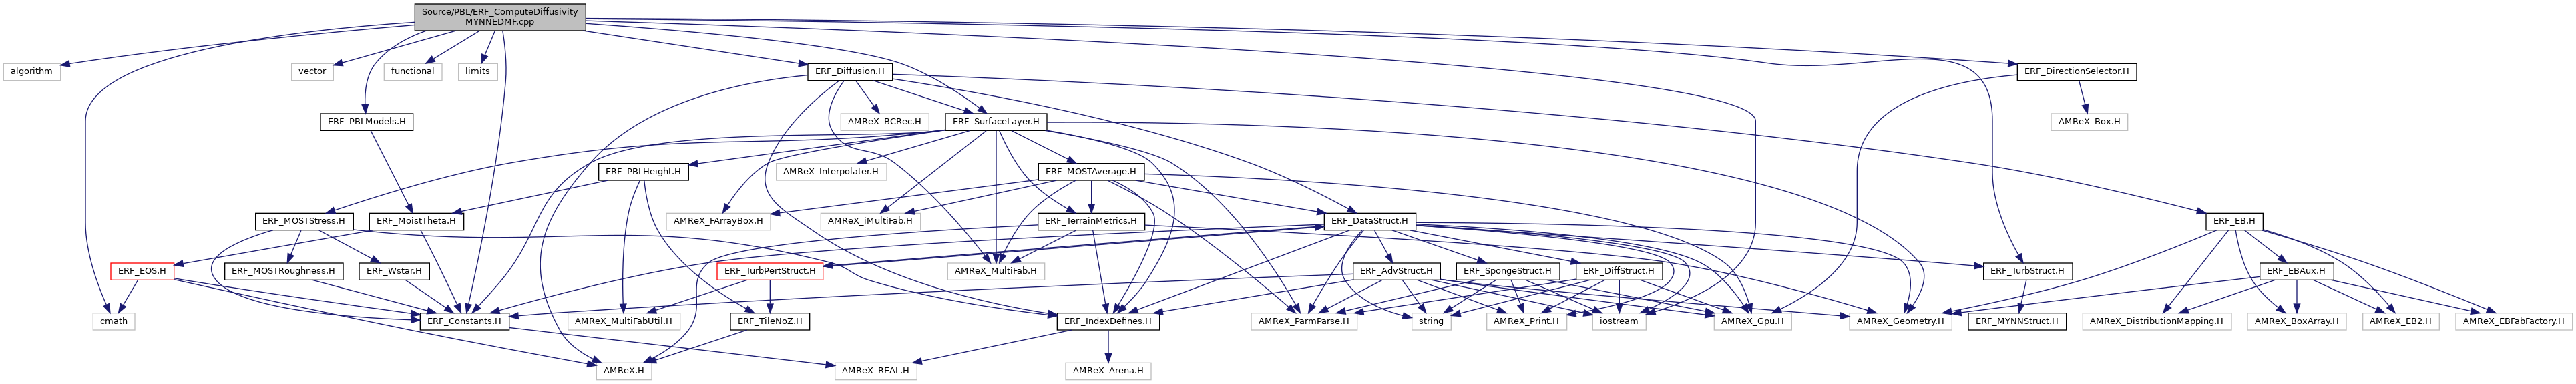 Source/PBL/ERF_ComputeDiffusivity
MYNNEDMF.cpp
algorithm
vector
functional
limits
ERF_Diffusion.H
ERF_DirectionSelector.H
ERF_PBLModels.H
AMReX_BCRec.H
ERF_SurfaceLayer.H
AMReX_Box.H
ERF_PBLHeight.H
AMReX_Interpolater.H
ERF_MOSTAverage.H
ERF_MOSTStress.H
ERF_MoistTheta.H
AMReX_FArrayBox.H
AMReX_iMultiFab.H
ERF_TerrainMetrics.H
ERF_DataStruct.H
ERF_EB.H
ERF_EOS.H
ERF_MOSTRoughness.H
ERF_Wstar.H
ERF_TurbPertStruct.H
AMReX_MultiFab.H
ERF_AdvStruct.H
ERF_SpongeStruct.H
ERF_DiffStruct.H
ERF_TurbStruct.H
ERF_EBAux.H
cmath
ERF_Constants.H
AMReX_MultiFabUtil.H
ERF_TileNoZ.H
ERF_IndexDefines.H
AMReX_ParmParse.H
string
AMReX_Print.H
iostream
AMReX_Gpu.H
AMReX_Geometry.H
ERF_MYNNStruct.H
AMReX_DistributionMapping.H
AMReX_BoxArray.H
AMReX_EB2.H
AMReX_EBFabFactory.H
AMReX.H
AMReX_REAL.H
AMReX_Arena.H